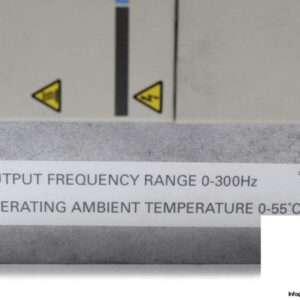 UTPUT FREQUENCY RANGE 0-300Hz
ERATING AMBIENT TEMPERATURE 0-55°C